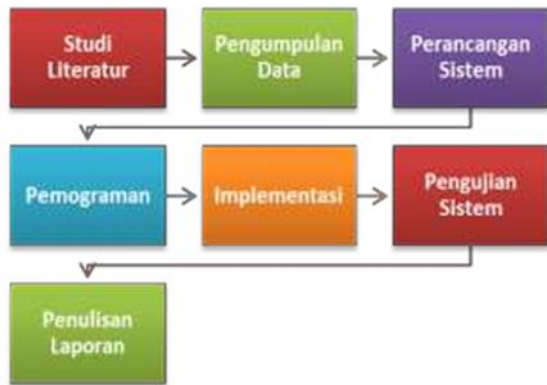 Studi
Literatur
Pengumpulan
Data
Perancangan
Sistem
Pemograman
Implementasi
Pengujian
Sistem
Penulisan
Laporan